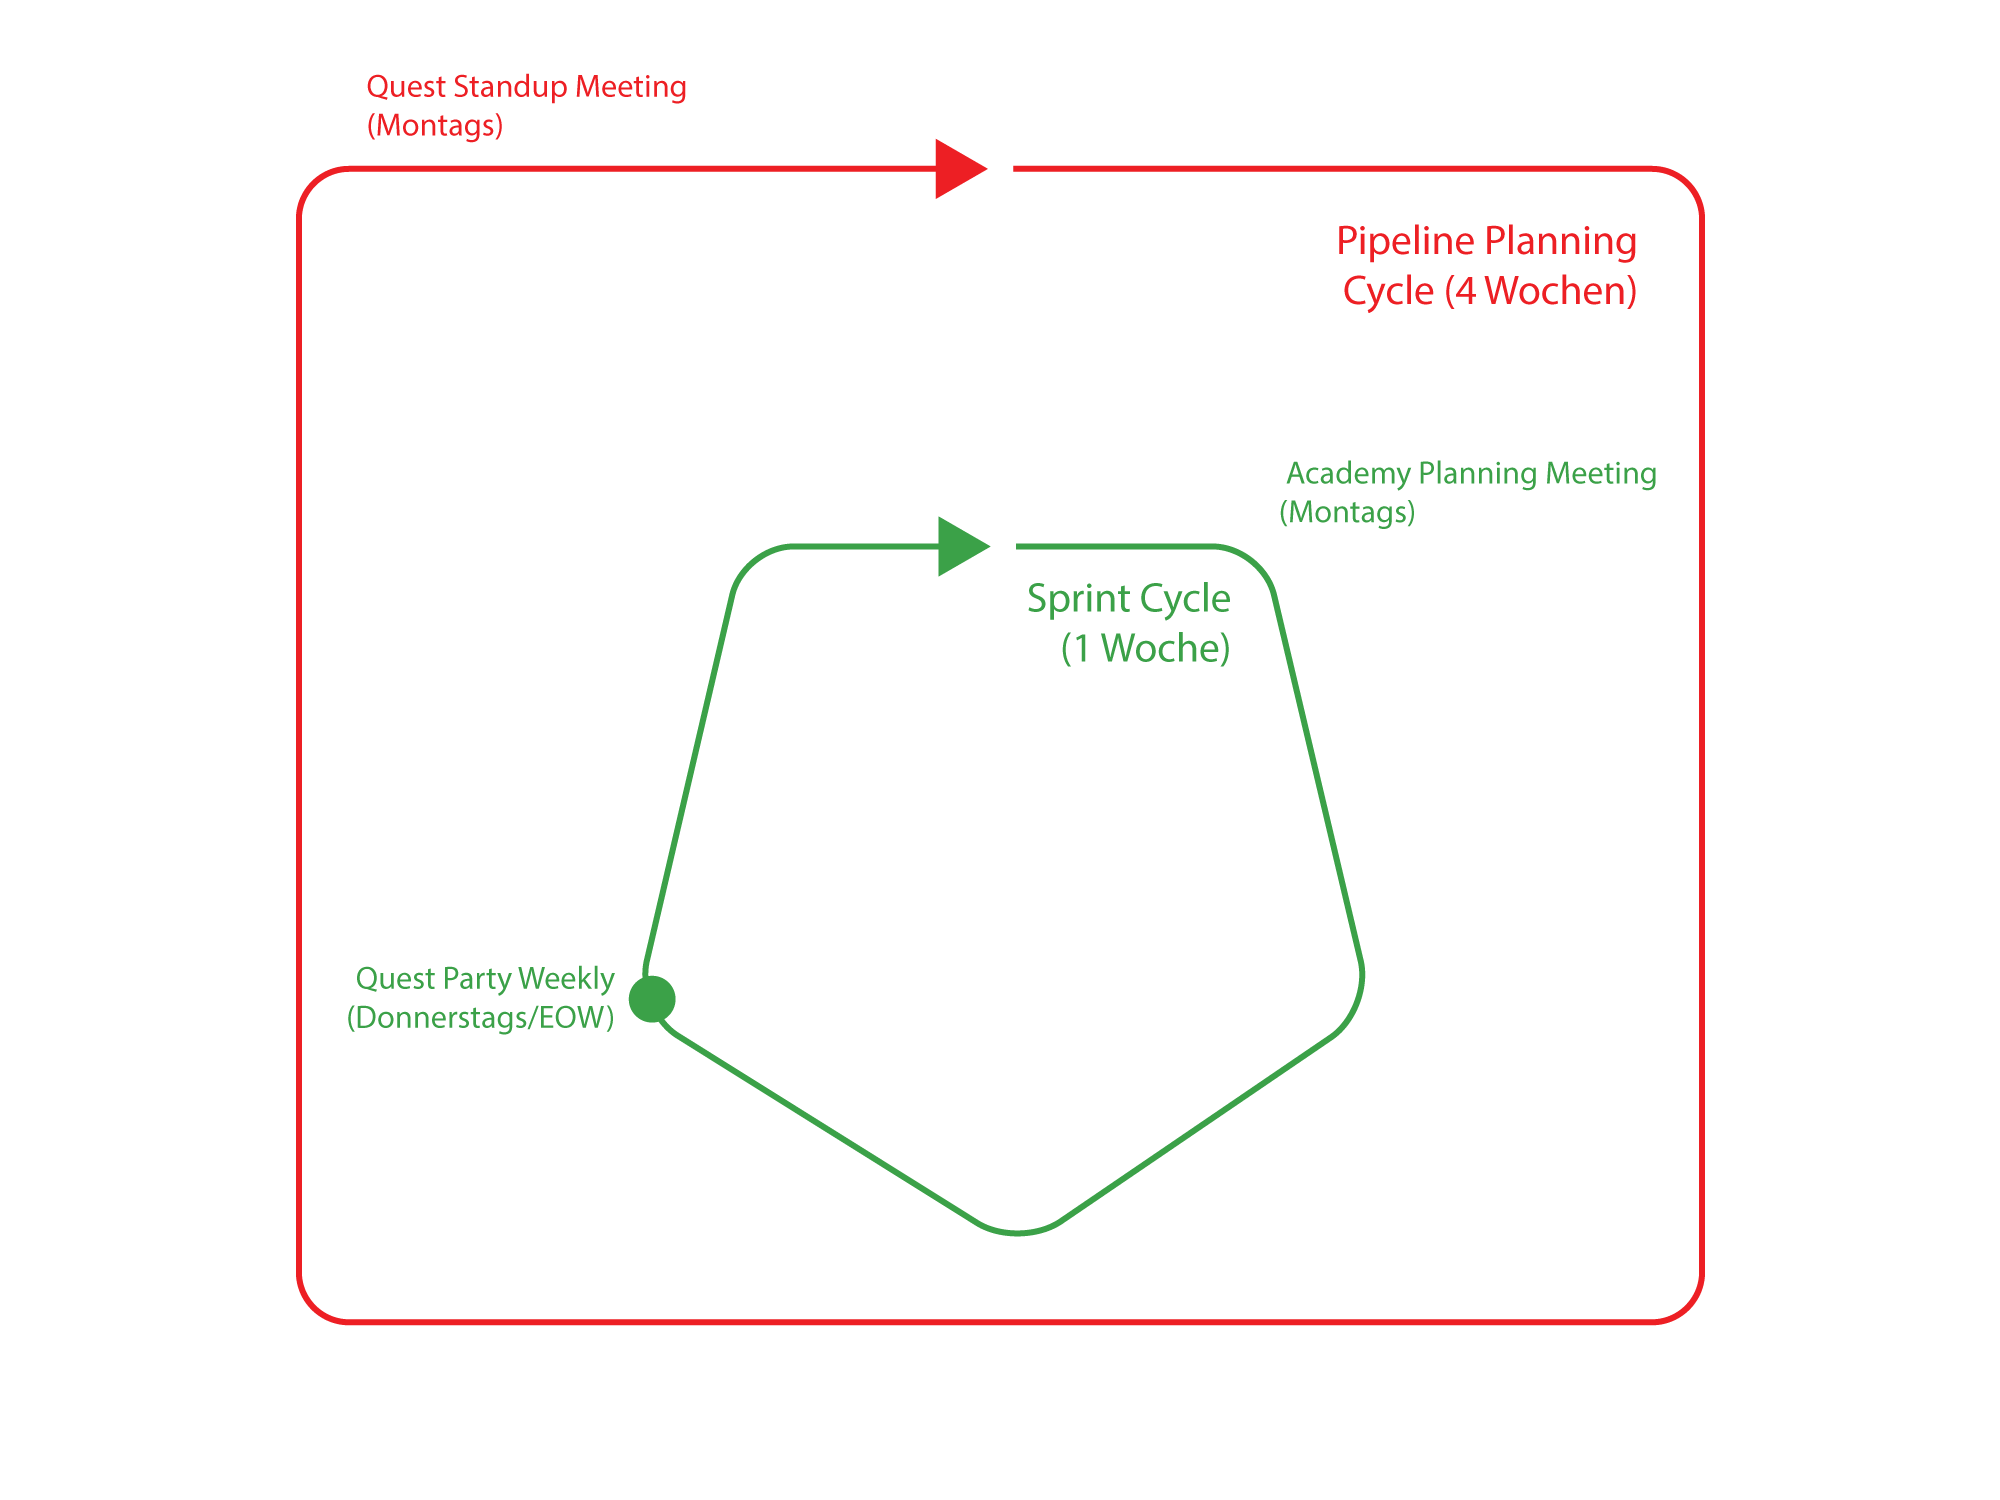 Quest Standup Meeting
(Montags)
Pipeline Planning
Cycle (4 Wochen)
Academy Planning Meeting
(Montags)
Sprint Cycle
(1 Woche)
Quest Party Weekly
(Donnerstags/EOW)